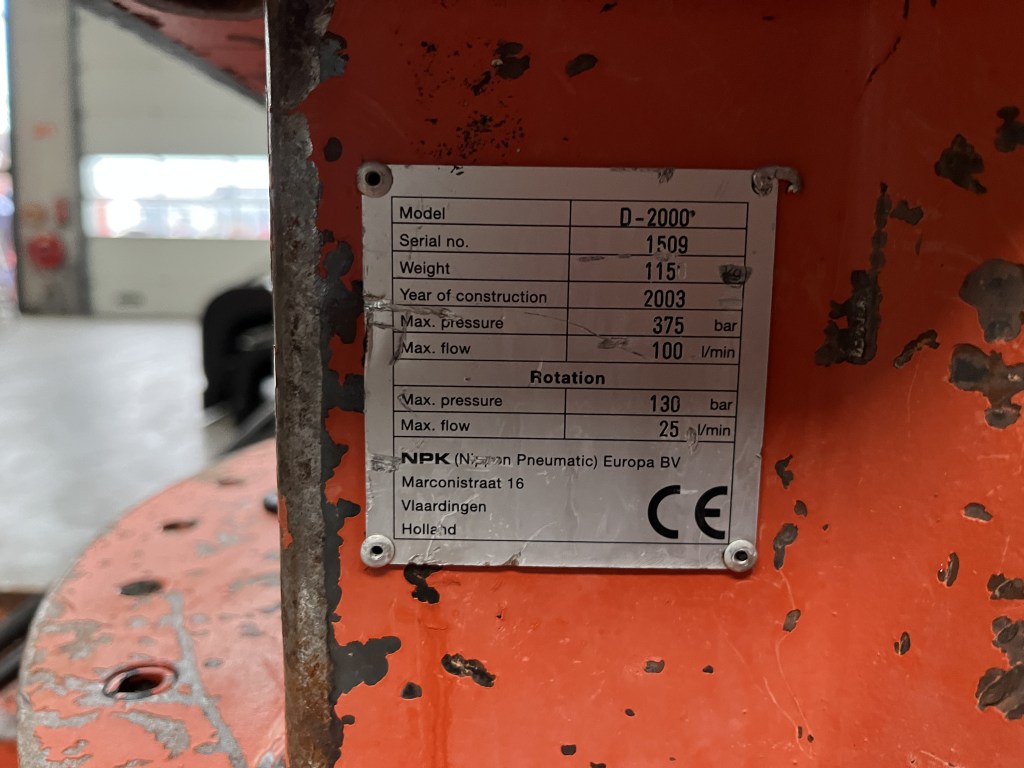 Model D-2000
Serial no. 1509
Weight
Year of construction 2003
Max. pressure 375 bar
Max. flow 100 l/min
Rotation
Max. pressure 130 bar
Max. flow 25 l/min
NPK (Nippon Pneumatic) Europa BV
Marconistraat 16
Vlaardingen
Holland
CE